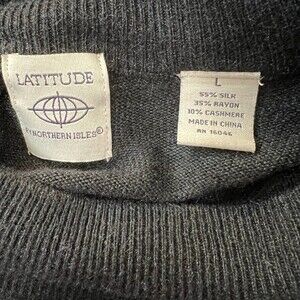 LATITUDE
BY NORTHERN ISLES®
L
55% SILK
35% RAYON
10% CASHMERE
MADE IN CHINA
RN 16046